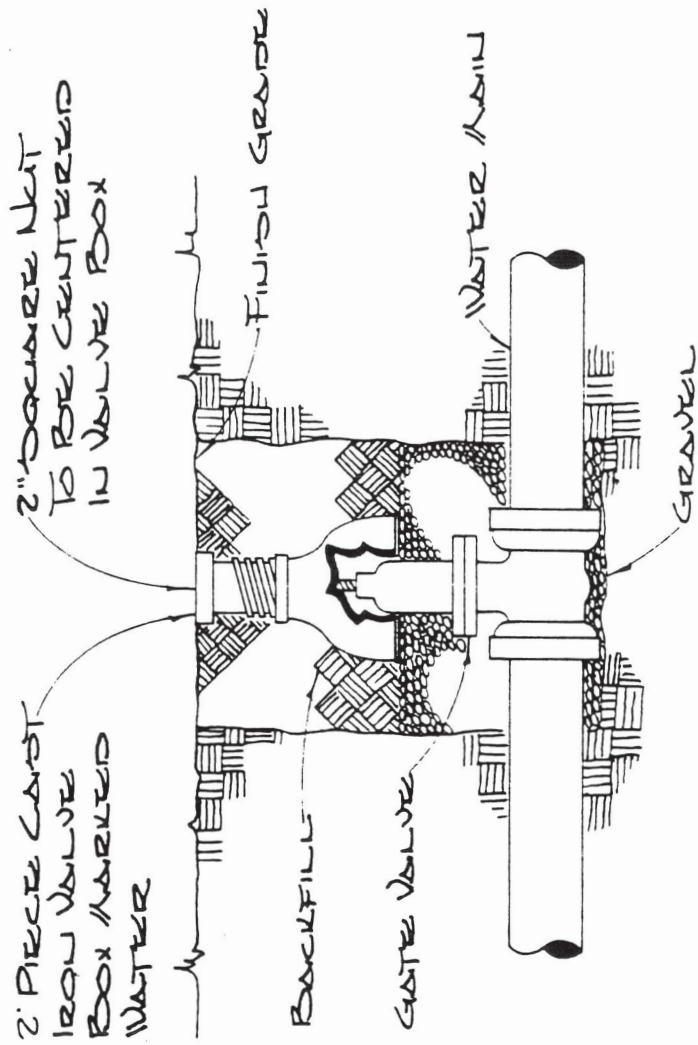 2" SQUARE NUT
TO BE CENTERED
IN VALVE BOX
2' PIECE CAST
IRON VALVE
BOX MARKED
WATER
FINISH GRADE
BACKFILL
GATE VALVE
WATER MAIN
GRAVEL